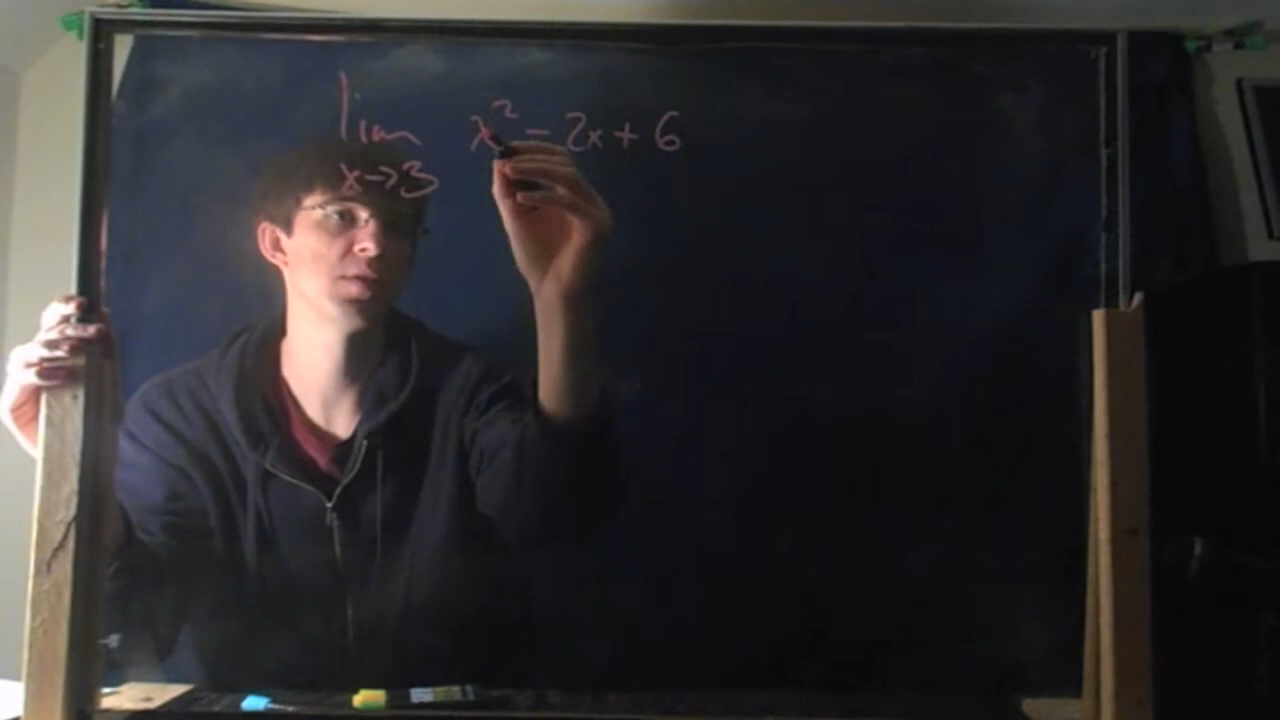 lim x² - 2x + 6
x→3